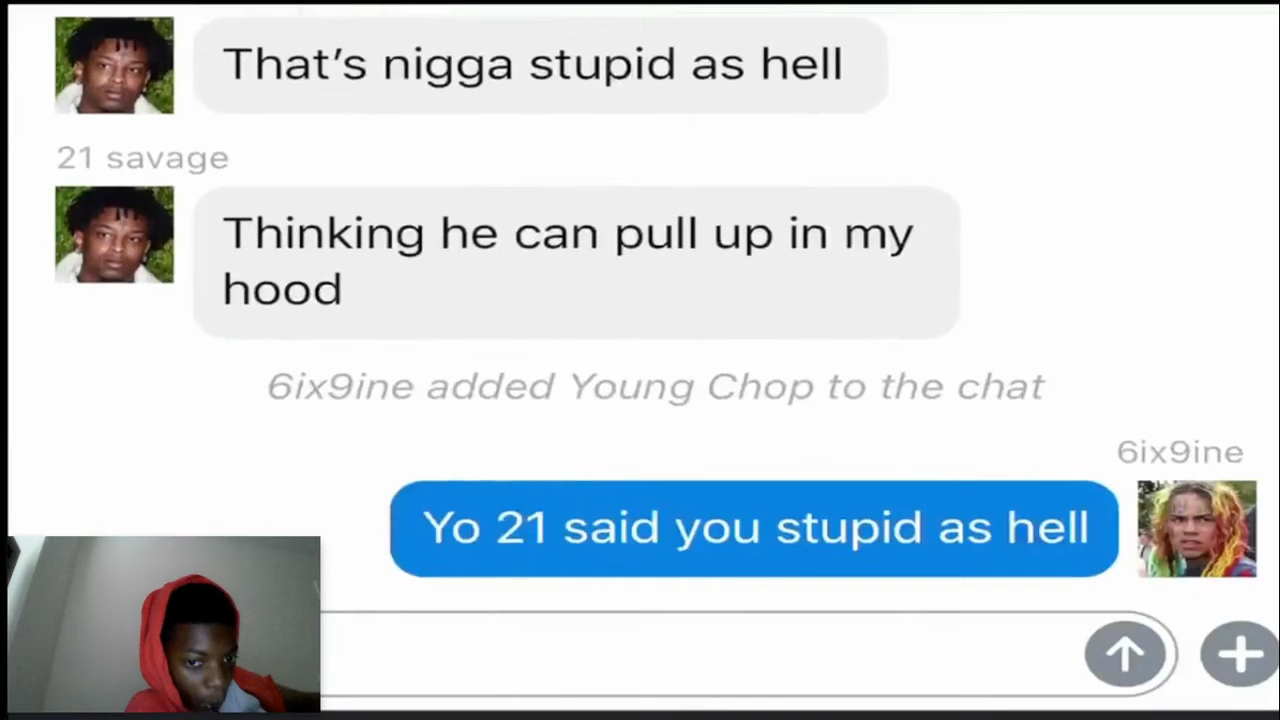 That's nigga stupid as hell
21 savage
Thinking he can pull up in my
hood
6ix9ine added Young Chop to the chat
6ix9ine
Yo 21 said you stupid as hell